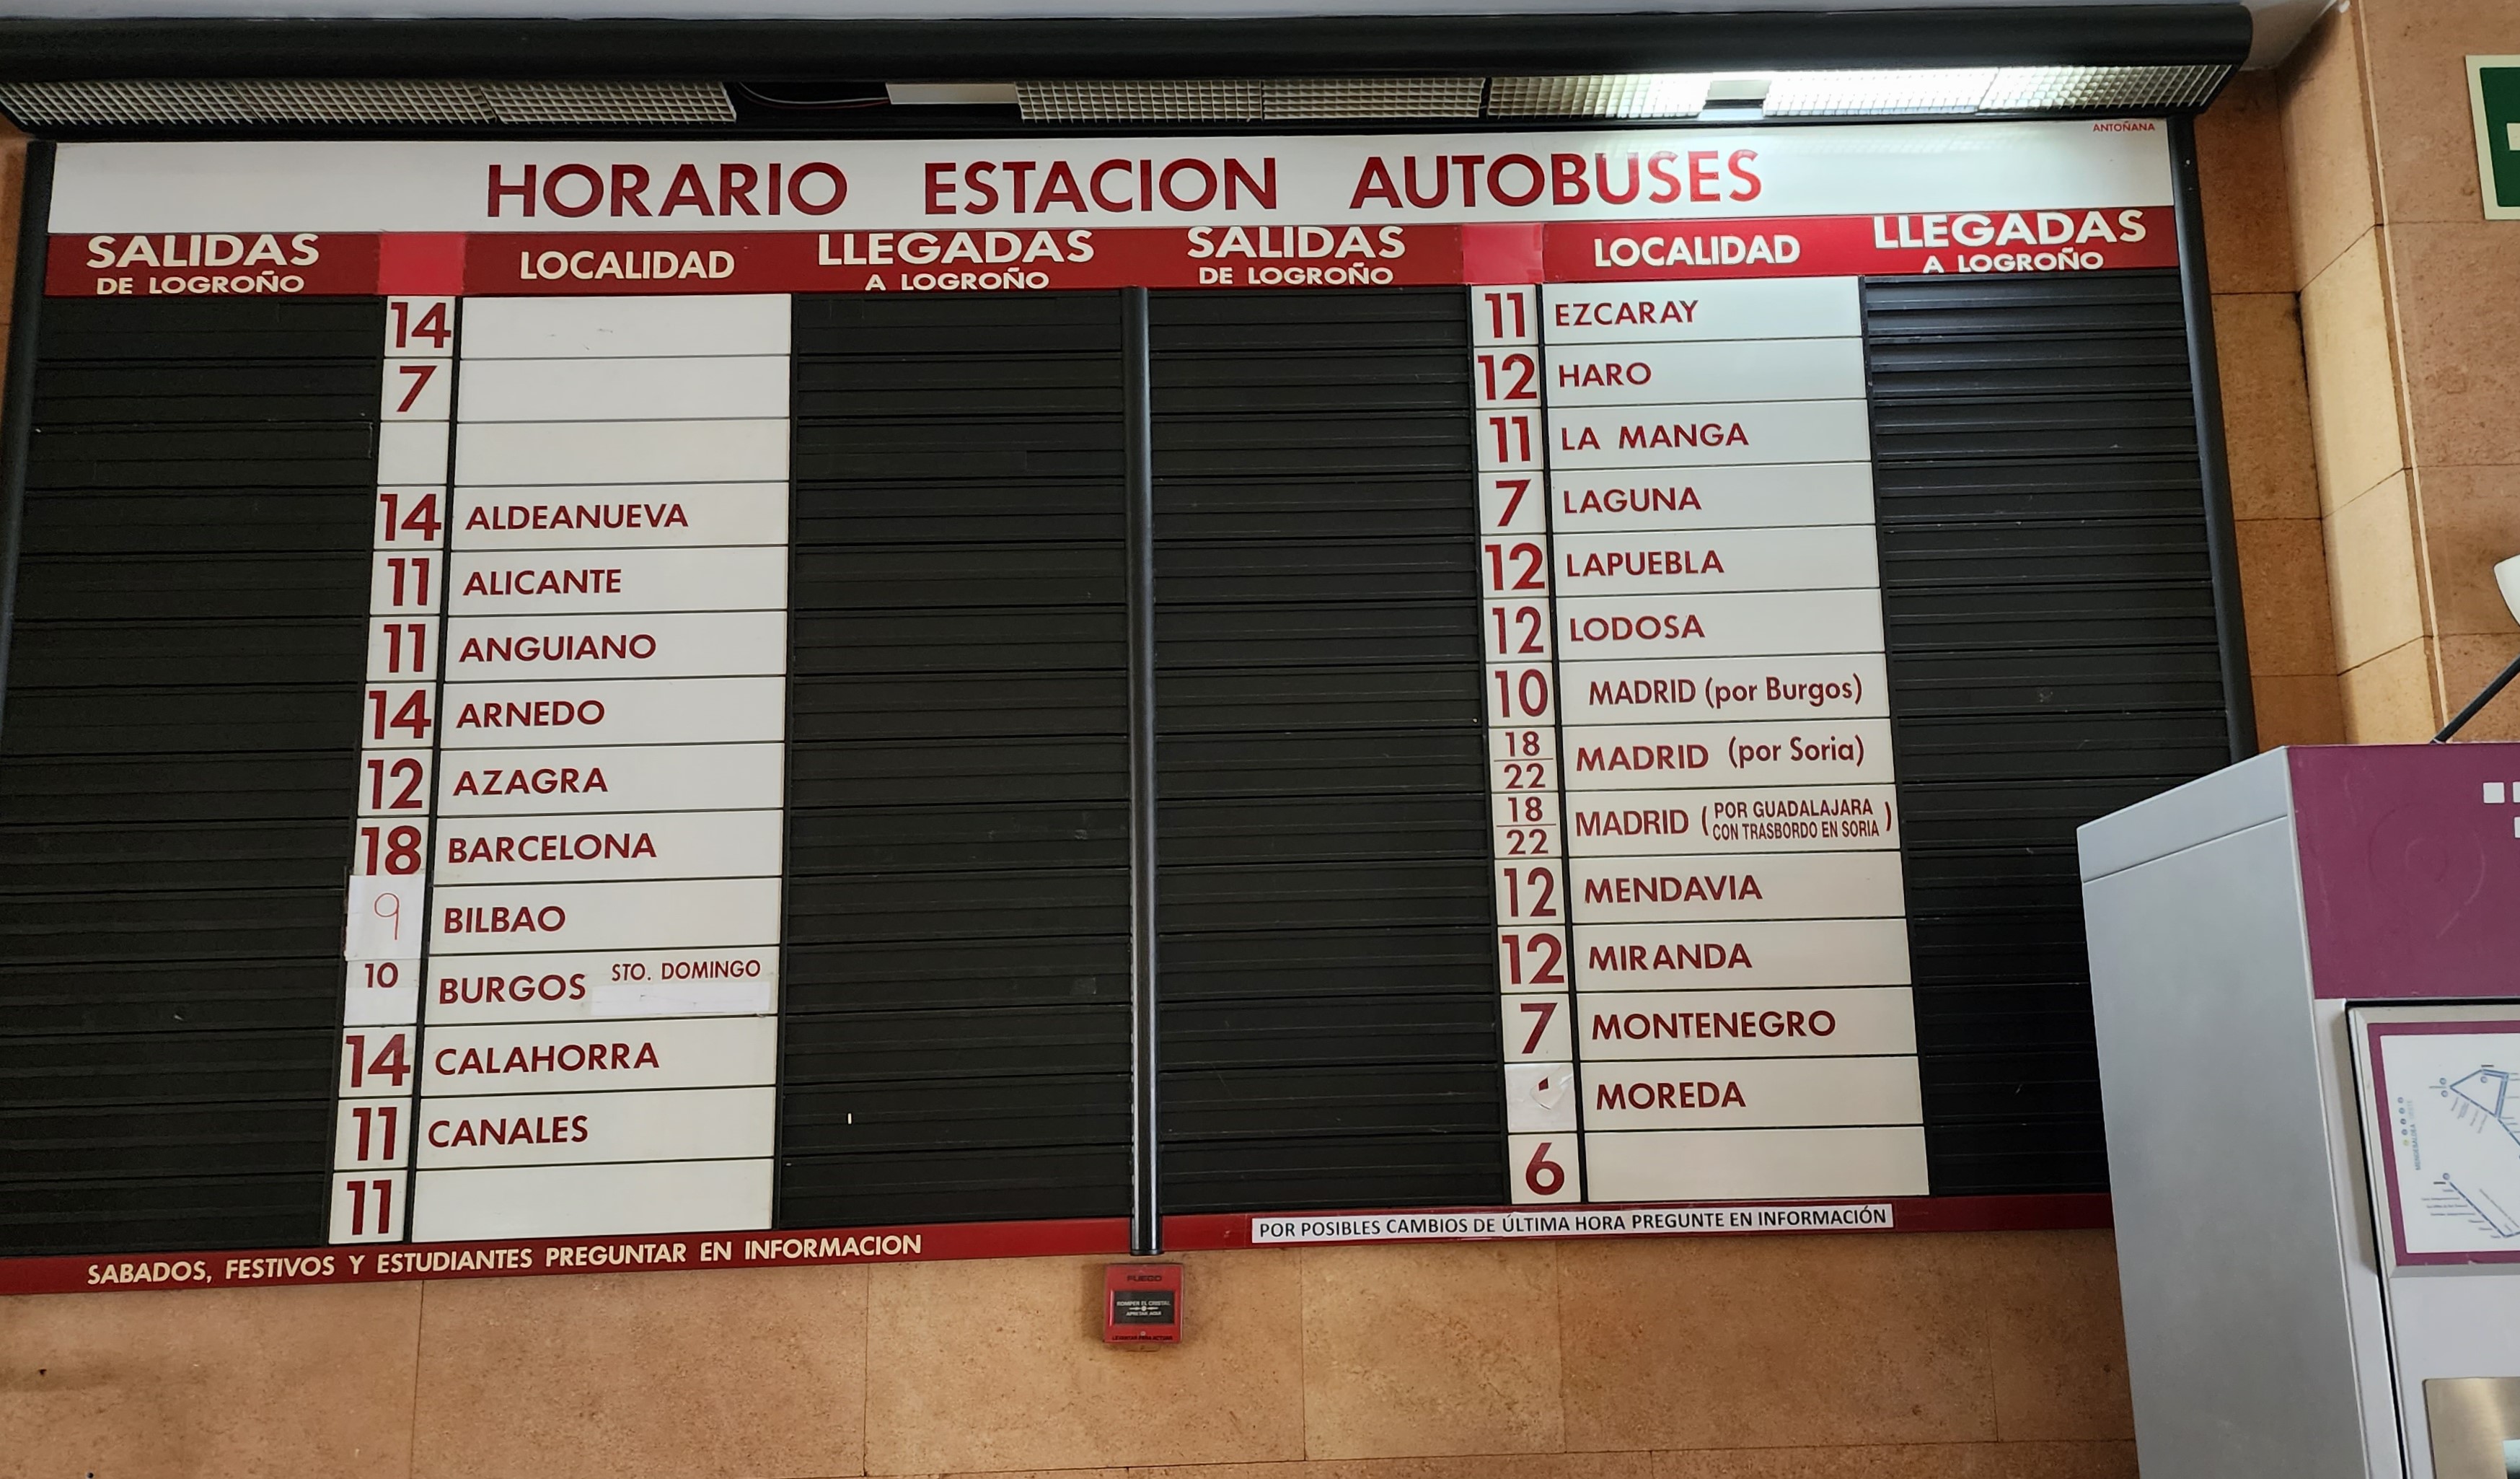 ANTOÑANA
HORARIO ESTACION AUTOBUSES
SALIDAS
DE LOGROÑO
LOCALIDAD
LLEGADAS
A LOGROÑO
14
7
14 ALDEANUEVA
11 ALICANTE
11 ANGUIANO
14 ARNEDO
12 AZAGRA
18 BARCELONA
9 BILBAO
10 BURGOS STO. DOMINGO
14 CALAHORRA
11 CANALES
11
SABADOS, FESTIVOS Y ESTUDIANTES PREGUNTAR EN INFORMACION
SALIDAS
DE LOGROÑO
LOCALIDAD
LLEGADAS
A LOGROÑO
11 EZCARAY
12 HARO
11 LA MANGA
7 LAGUNA
12 LAPUEBLA
12 LODOSA
10 MADRID (por Burgos)
18
22
MADRID (por Soria)
18
22
MADRID (POR GUADALAJARA
CON TRASBORDO EN SORIA)
12 MENDAVIA
12 MIRANDA
7 MONTENEGRO
MOREDA
6
POR POSIBLES CAMBIOS DE ÚLTIMA HORA PREGUNTE EN INFORMACIÓN
FUEGO
ROMPER EL CRISTAL